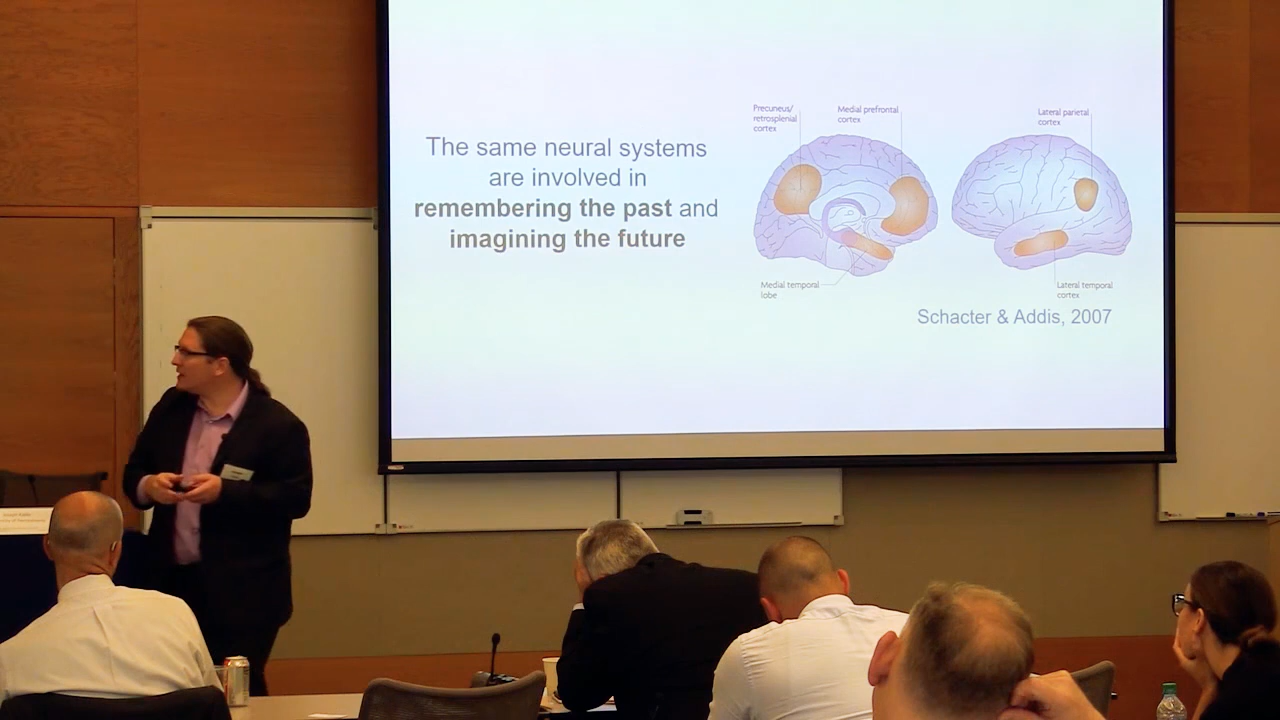 Precuneus/
retrosplenial
cortex
Medial prefrontal
cortex
Lateral parietal
cortex
The same neural systems
are involved in
remembering the past and
imagining the future
Medial temporal
lobe
Lateral temporal
cortex
Schacter & Addis, 2007